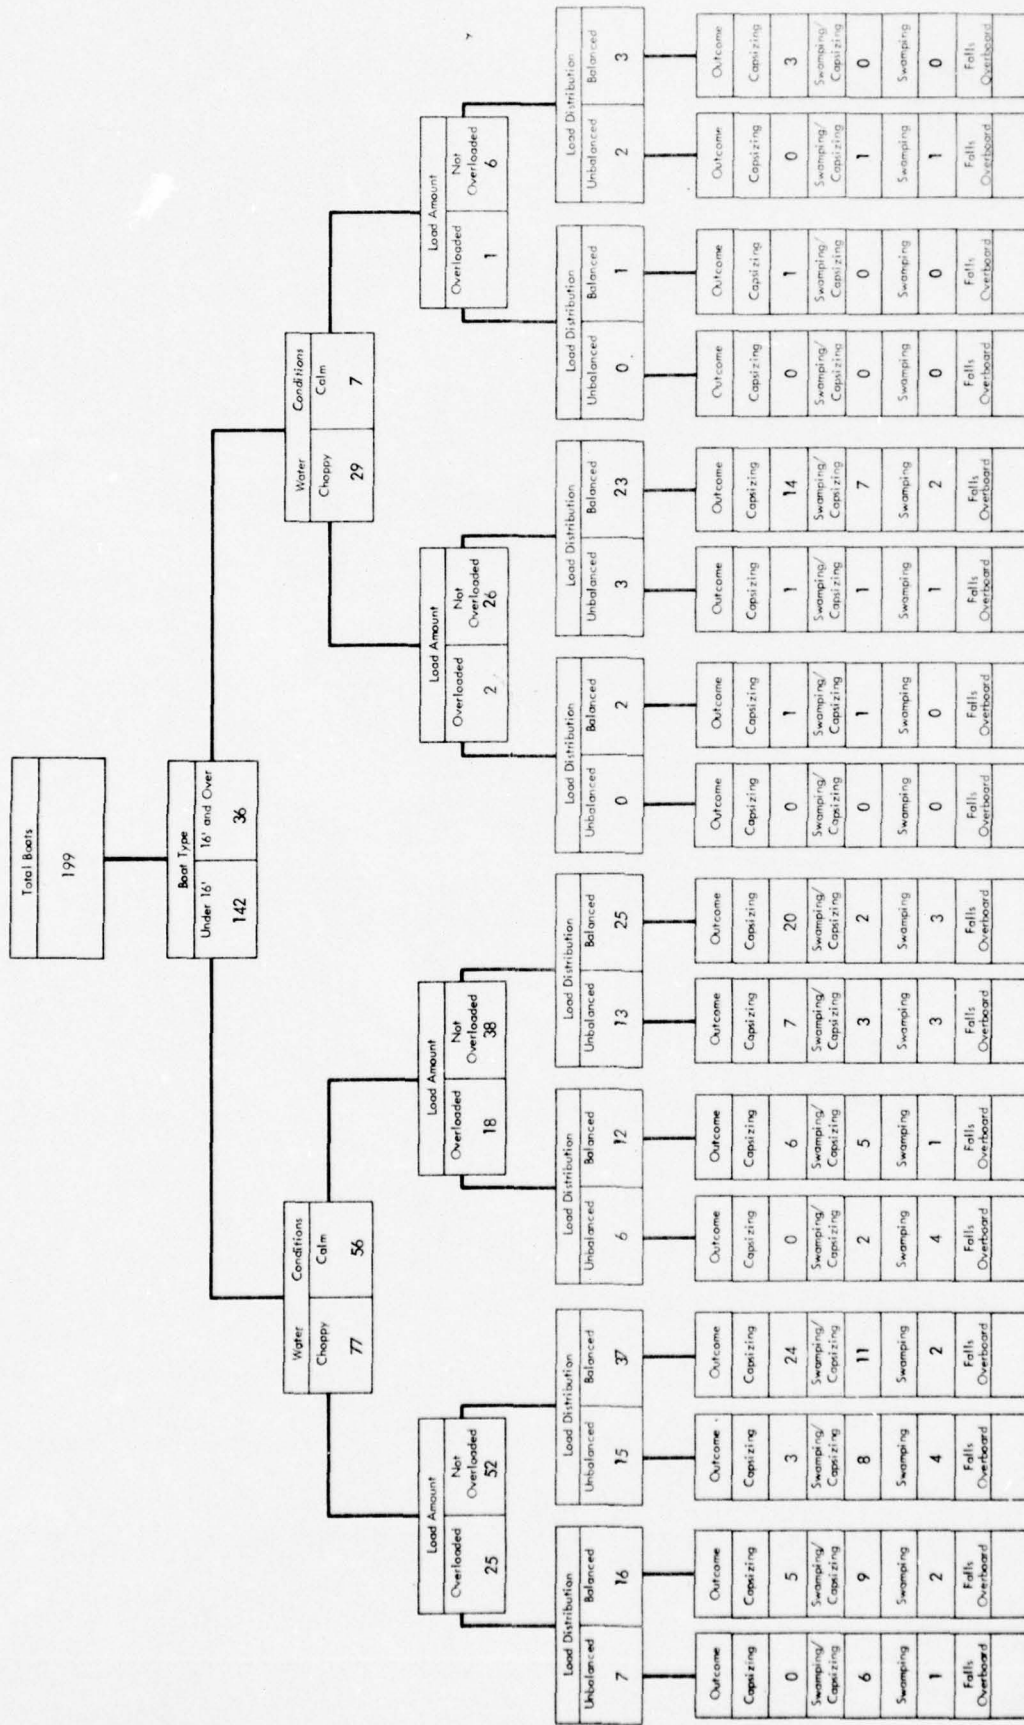 Total Boats
199
Boat Type
Under 16' 16' and Over
142 36
Water Conditions
Choppy Calm
77 56
Water Conditions
Choppy Calm
29 7
Load Amount
Overloaded Not Overloaded
25 52
Load Amount
Overloaded Not Overloaded
18 38
Load Amount
Overloaded Not Overloaded
2 26
Load Amount
Overloaded Not Overloaded
1 6
Load Distribution
Unbalanced Balanced
7 16
Load Distribution
Unbalanced Balanced
15 37
Load Distribution
Unbalanced Balanced
6 12
Load Distribution
Unbalanced Balanced
13 25
Load Distribution
Unbalanced Balanced
0 2
Load Distribution
Unbalanced Balanced
3 23
Load Distribution
Unbalanced Balanced
0 1
Load Distribution
Unbalanced Balanced
2 3
Outcome
Capsizing
0
Swamping/
Capsizing
6
Swamping
1
Falls
Overboard
Outcome
Capsizing
5
Swamping/
Capsizing
9
Swamping
2
Falls
Overboard
Outcome
Capsizing
3
Swamping/
Capsizing
8
Swamping
4
Falls
Overboard
Outcome
Capsizing
24
Swamping/
Capsizing
11
Swamping
2
Falls
Overboard
Outcome
Capsizing
0
Swamping/
Capsizing
2
Swamping
4
Falls
Overboard
Outcome
Capsizing
6
Swamping/
Capsizing
5
Swamping
1
Falls
Overboard
Outcome
Capsizing
7
Swamping/
Capsizing
3
Swamping
3
Falls
Overboard
Outcome
Capsizing
20
Swamping/
Capsizing
2
Swamping
3
Falls
Overboard
Outcome
Capsizing
0
Swamping/
Capsizing
0
Swamping
0
Falls
Overboard
Outcome
Capsizing
1
Swamping/
Capsizing
1
Swamping
0
Falls
Overboard
Outcome
Capsizing
1
Swamping/
Capsizing
1
Swamping
1
Falls
Overboard
Outcome
Capsizing
14
Swamping/
Capsizing
7
Swamping
2
Falls
Overboard
Outcome
Capsizing
0
Swamping/
Capsizing
0
Swamping
0
Falls
Overboard
Outcome
Capsizing
1
Swamping/
Capsizing
0
Swamping
0
Falls
Overboard
Outcome
Capsizing
0
Swamping/
Capsizing
1
Swamping
1
Falls
Overboard
Outcome
Capsizing
3
Swamping/
Capsizing
0
Swamping
0
Falls
Overboard